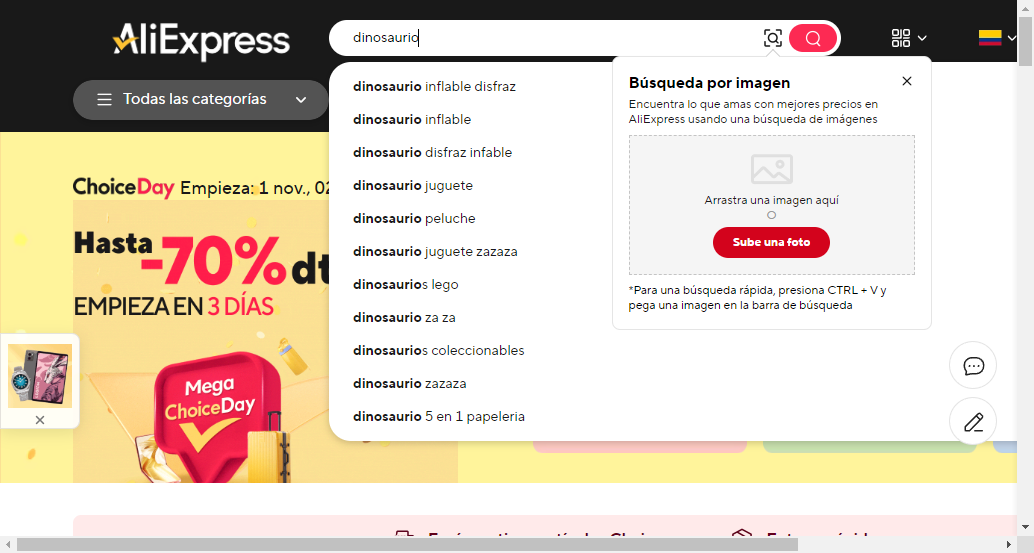 AliExpress
dinosaurio
Todas las categorías
dinosaurio inflable disfraz
dinosaurio inflable
dinosaurio disfraz infable
dinosaurio juguete
dinosaurio peluche
dinosaurio juguete zazaza
dinosaurios lego
dinosaurio za za
dinosaurios coleccionables
dinosaurio zazaza
dinosaurio 5 en 1 papeleria
Búsqueda por imagen
Encuentra lo que amas con mejores precios en
AliExpress usando una búsqueda de imágenes
Arrastra una imagen aquí
O
Sube una foto
*Para una búsqueda rápida, presiona CTRL + V y
pega una imagen en la barra de búsqueda
ChoiceDay Empieza: 1 nov., 02
Hasta
-70% dt
EMPIEZA EN 3 DÍAS
Mega
ChoiceDay